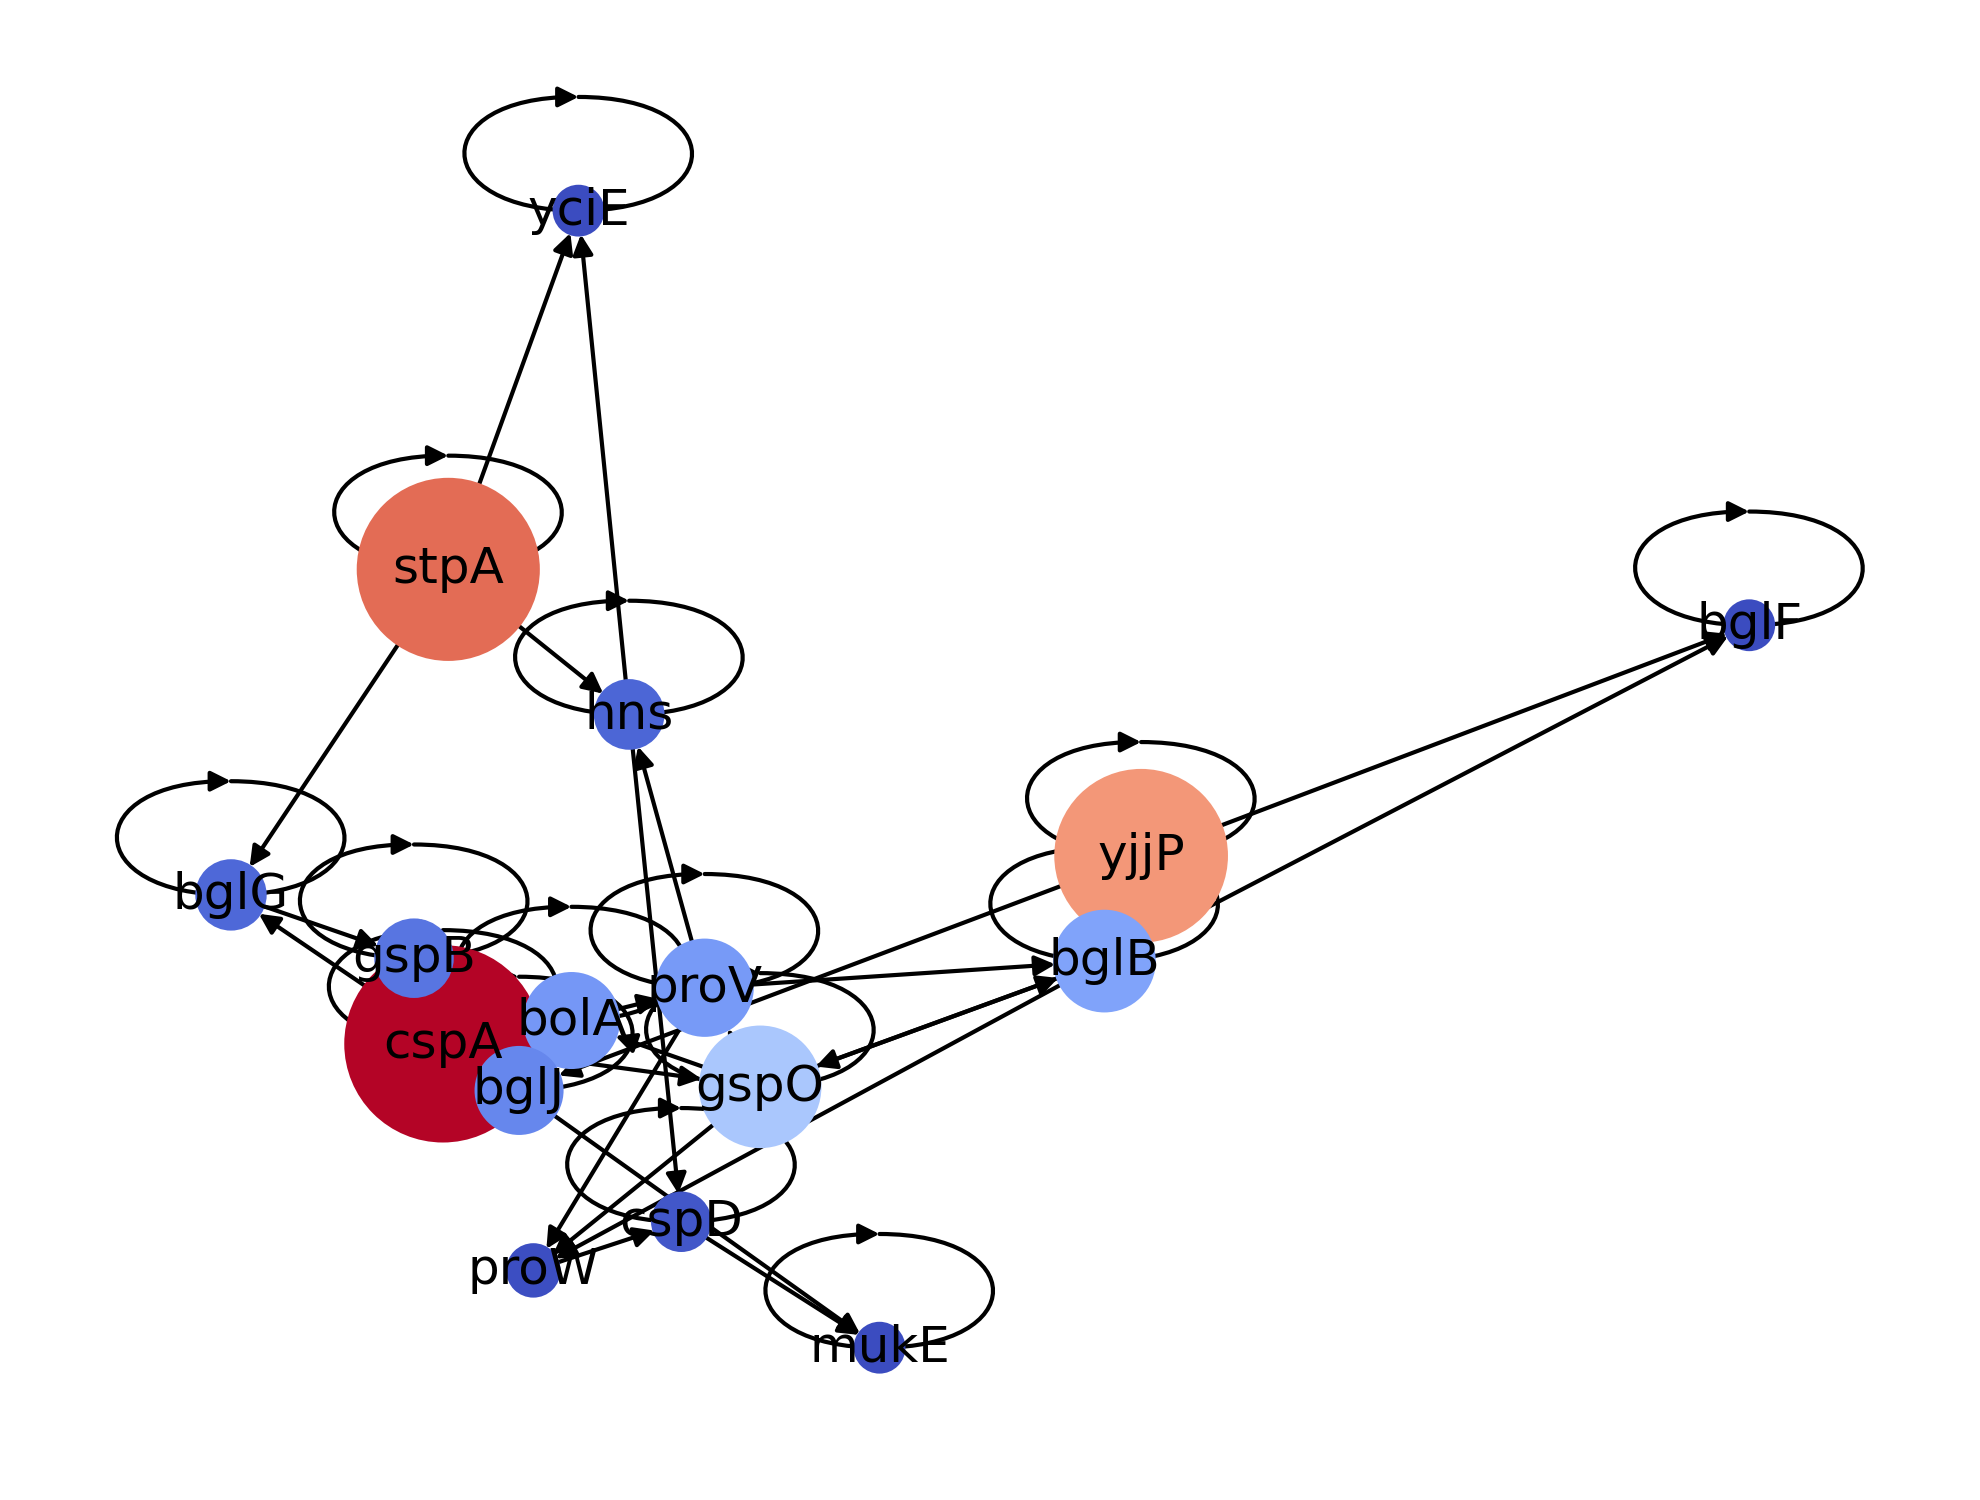 yciE
stpA
bglF
hns
yjjP
bglG
gspB
bglB
proV
bolA
cspA
gspO
bglJ
cspD
proW
mukE